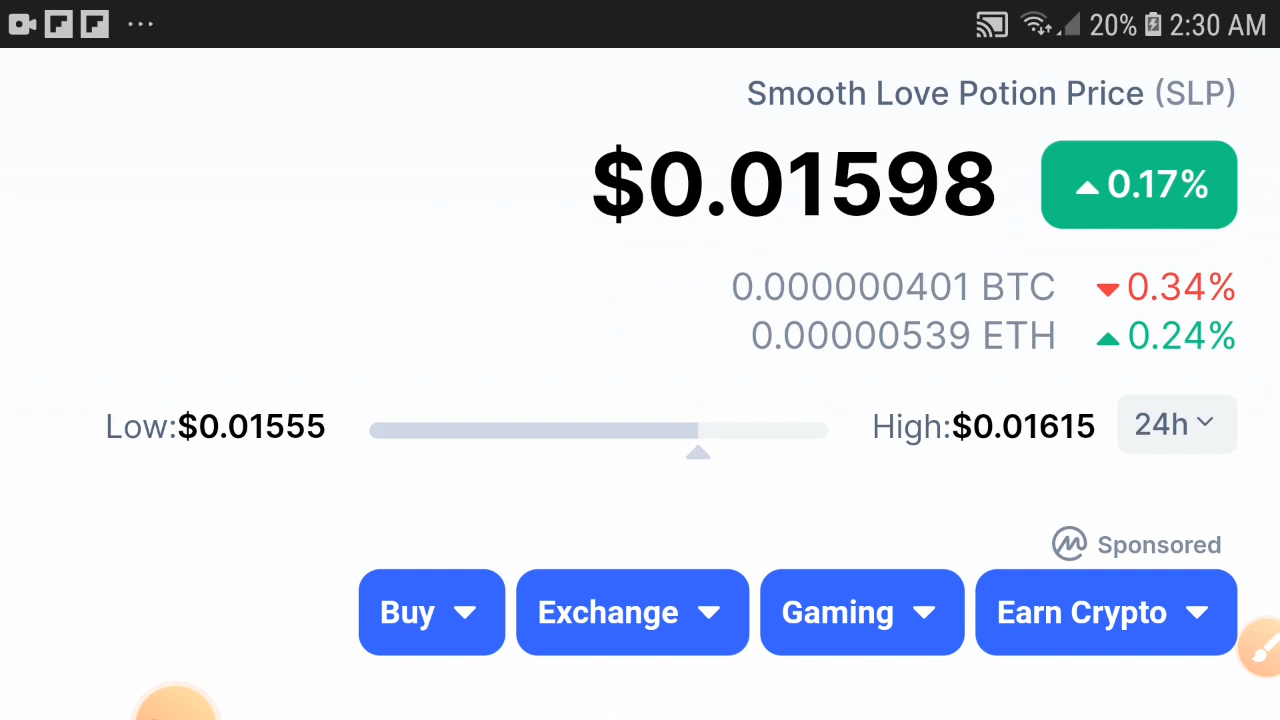 20% 2:30 AM
Smooth Love Potion Price (SLP)
$0.01598 0.17%
0.000000401 BTC 0.34%
0.00000539 ETH 0.24%
Low:$0.01555 High:$0.01615 24h
Sponsored
Buy Exchange Gaming Earn Crypto